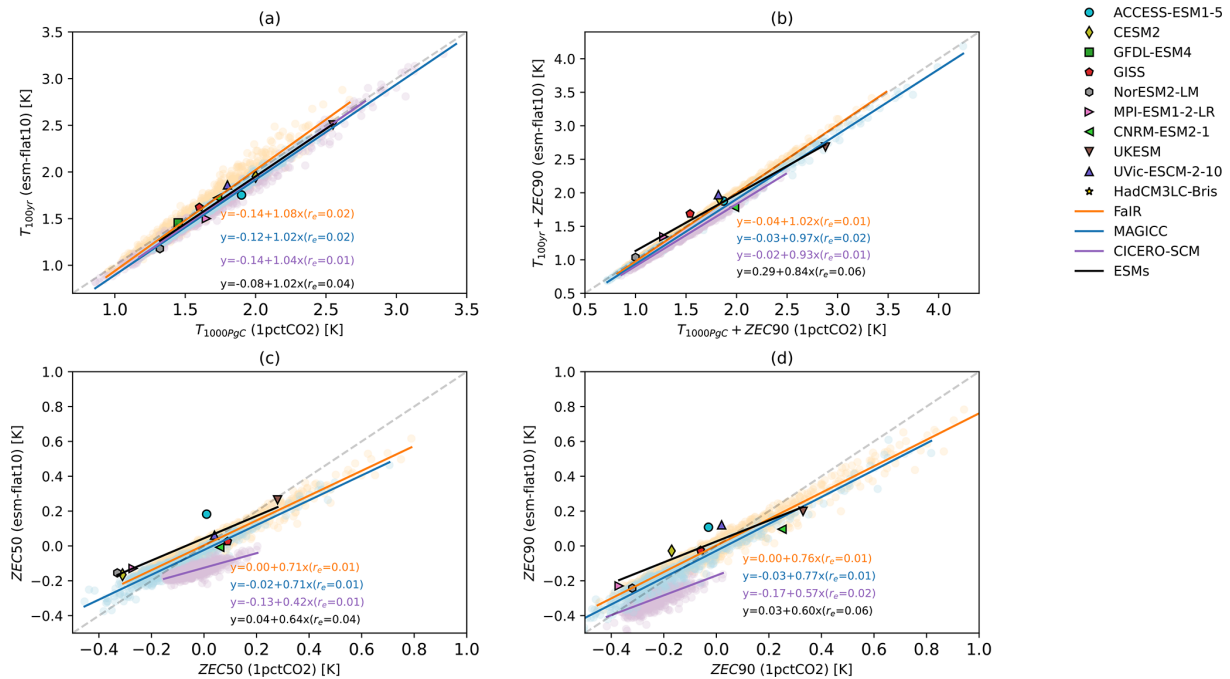 (a)
T1000PgC (1pctCO2) [K]
T100yr (esm-flat10) [K]
1.0 1.5 2.0 2.5 3.0 3.5
3.5
3.0
2.5
2.0
1.5
1.0
y=-0.14+1.08x(re=0.02)
y=-0.12+1.02x(re=0.02)
y=-0.14+1.04x(re=0.01)
y=-0.08+1.02x(re=0.04)
(b)
T1000PgC + ZEC90 (1pctCO2) [K]
T100yr + ZEC90 (esm-flat10) [K]
0.5 1.0 1.5 2.0 2.5 3.0 3.5 4.0
4.0
3.5
3.0
2.5
2.0
1.5
1.0
0.5
y=-0.04+1.02x(re=0.01)
y=-0.03+0.97x(re=0.02)
y=-0.02+0.93x(re=0.01)
y=0.29+0.84x(re=0.06)
ACCESS-ESM1-5
CESM2
GFDL-ESM4
GISS
NorESM2-LM
MPI-ESM1-2-LR
CNRM-ESM2-1
UKESM
UVic-ESCM-2-10
HadCM3LC-Bris
FaIR
MAGICC
CICERO-SCM
ESMs
(c)
ZEC50 (1pctCO2) [K]
ZEC50 (esm-flat10) [K]
−0.4 −0.2 0.0 0.2 0.4 0.6 0.8 1.0
1.0
0.8
0.6
0.4
0.2
0.0
−0.2
−0.4
y=0.00+0.71x(re=0.01)
y=-0.02+0.71x(re=0.01)
y=-0.13+0.42x(re=0.01)
y=0.04+0.64x(re=0.04)
(d)
ZEC90 (1pctCO2) [K]
ZEC90 (esm-flat10) [K]
−0.4 −0.2 0.0 0.2 0.4 0.6 0.8 1.0
1.0
0.8
0.6
0.4
0.2
0.0
−0.2
−0.4
y=0.00+0.76x(re=0.01)
y=-0.03+0.77x(re=0.01)
y=-0.17+0.57x(re=0.02)
y=0.03+0.60x(re=0.06)